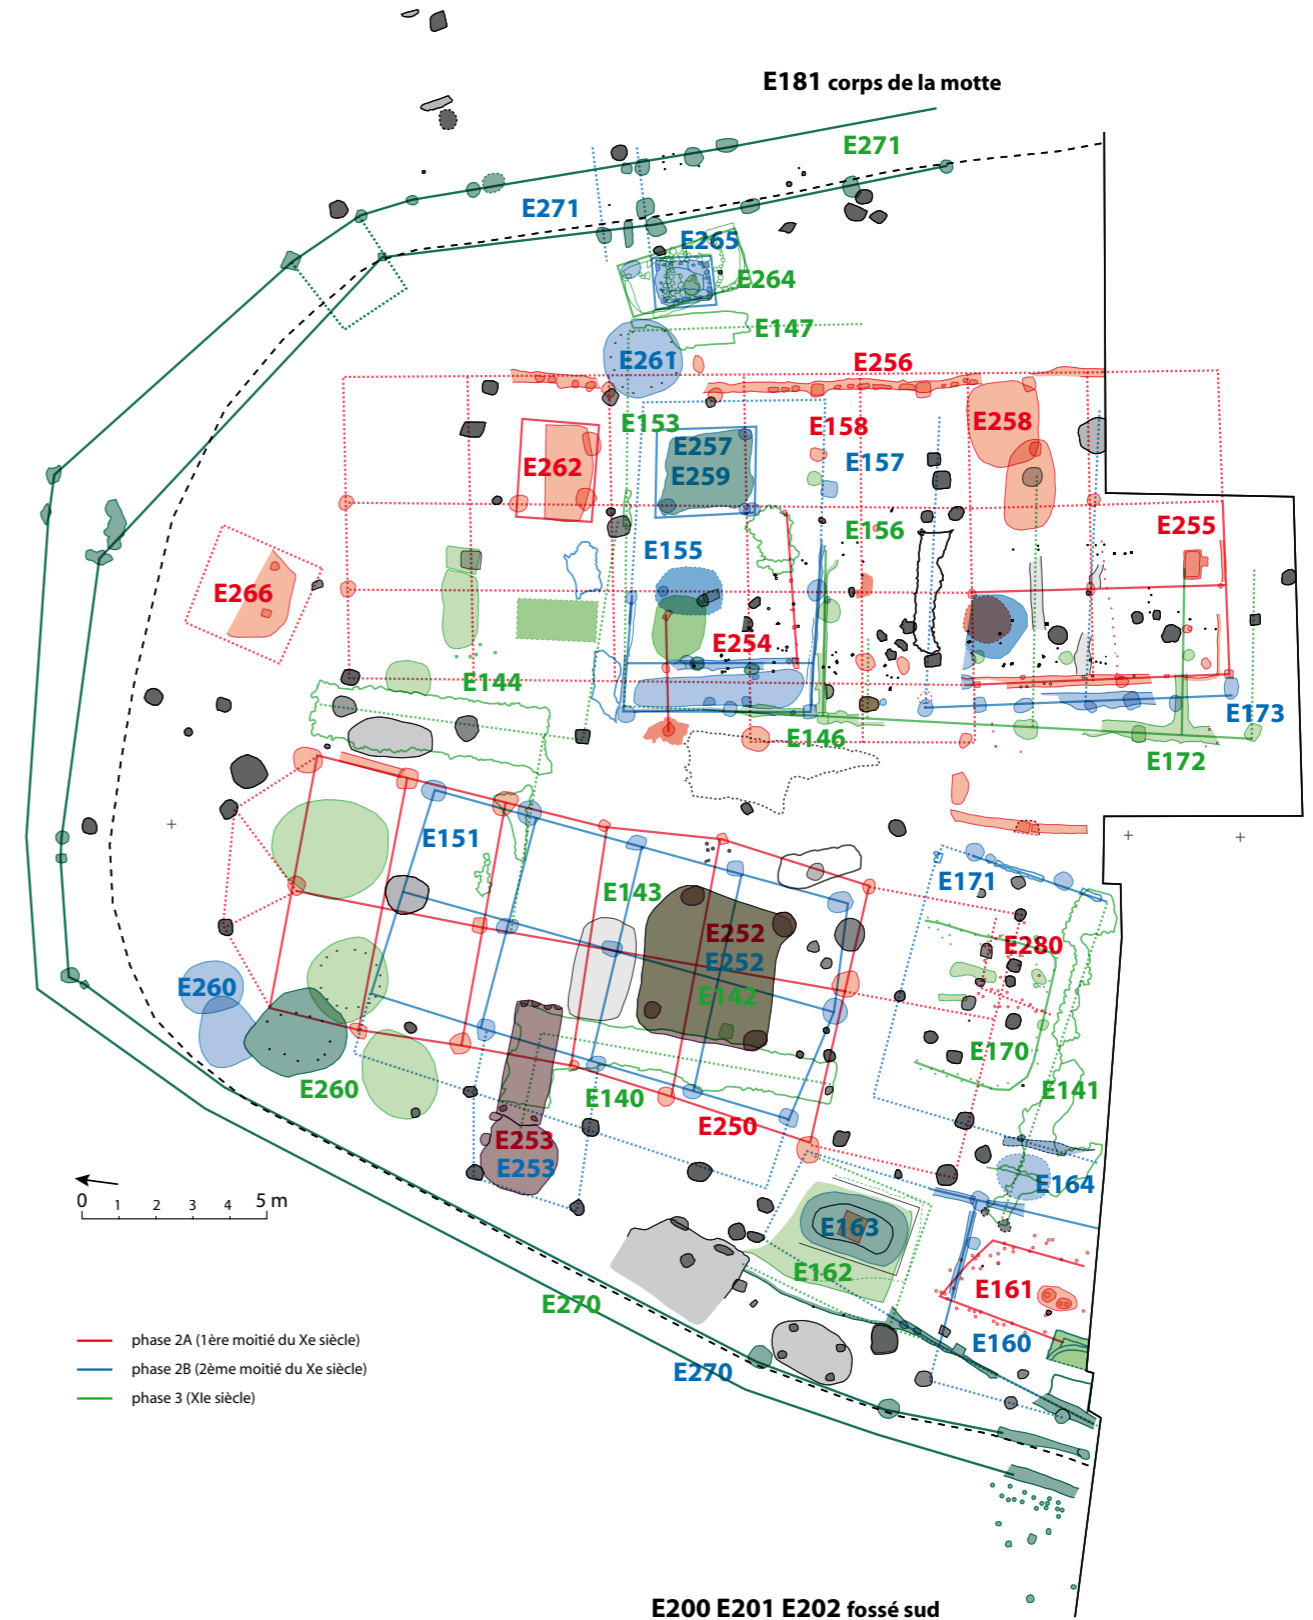 E181 corps de la motte
E271
E271
E265
E264
E147
E261
E256
E153
E158
E258
E257
E259
E262
E157
E156
E255
E155
E266
E254
E144
E173
E146
E172
E151
E171
E143
E252
E252
E142
E280
E260
E170
E260
E140
E141
E250
E253
E253
E164
0 1 2 3 4 5 m
E163
E162
E161
E270
E160
E270
phase 2A (1ère moitié du Xe siècle)
phase 2B (2ème moitié du Xe siècle)
phase 3 (XIe siècle)
E200 E201 E202 fossé sud